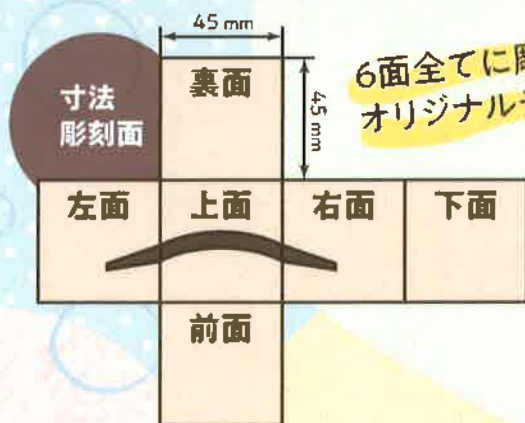 45 mm
45 mm
6面全てに
オリジナル
寸法
彫刻面
裏面
左面
上面
右面
下面
前面